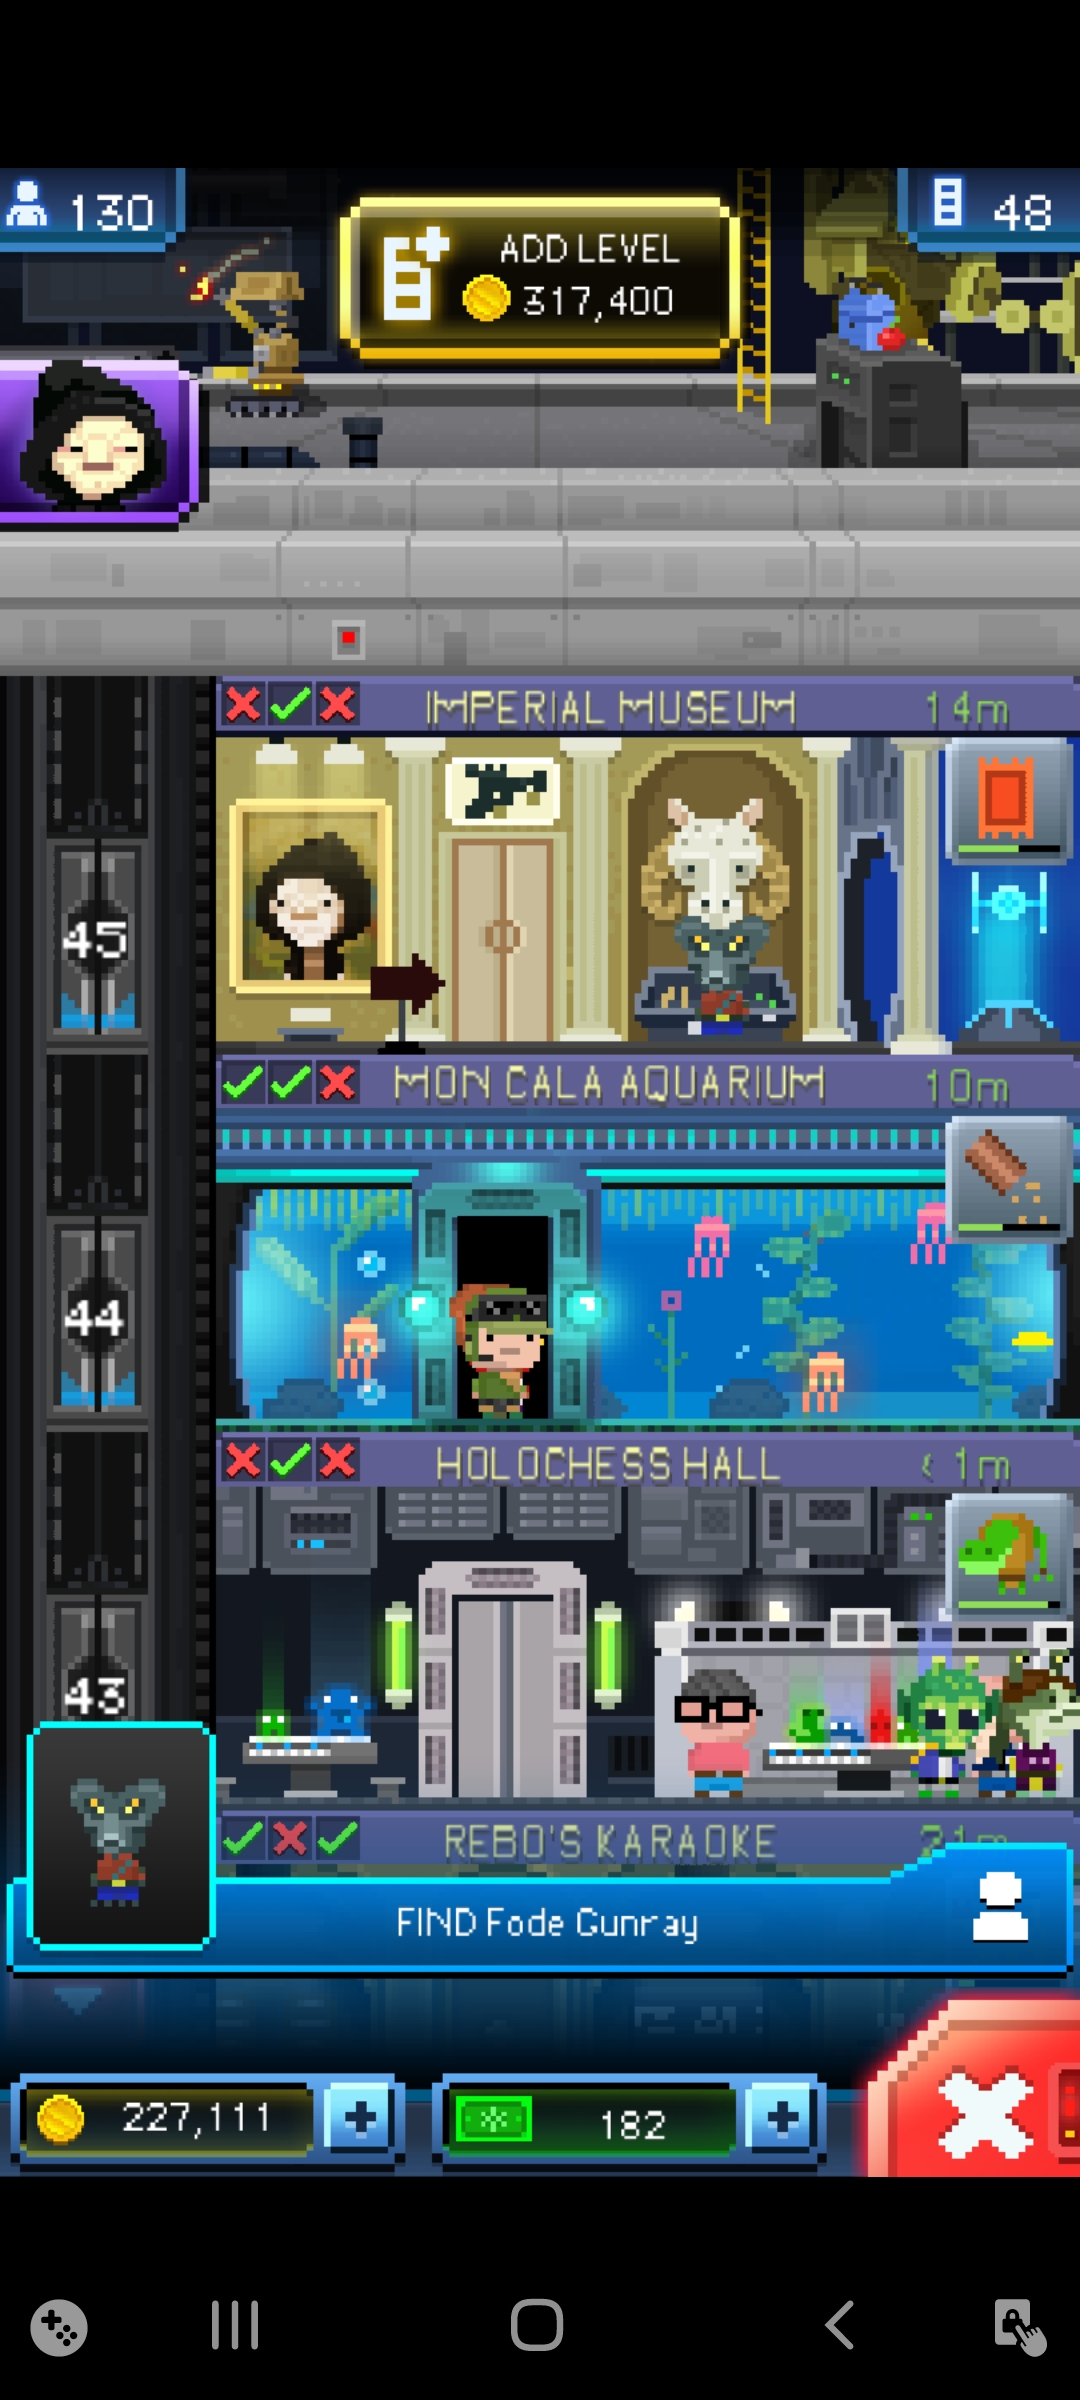 130
ADD LEVEL
317,400
48
IMPERIAL MUSEUM 14m
45
MON CALA AQUARIUM 10m
44
HOLOCHESS HALL < 1m
43
REBO'S KARAOKE 21m
FIND Fode Gunray
227,111
182